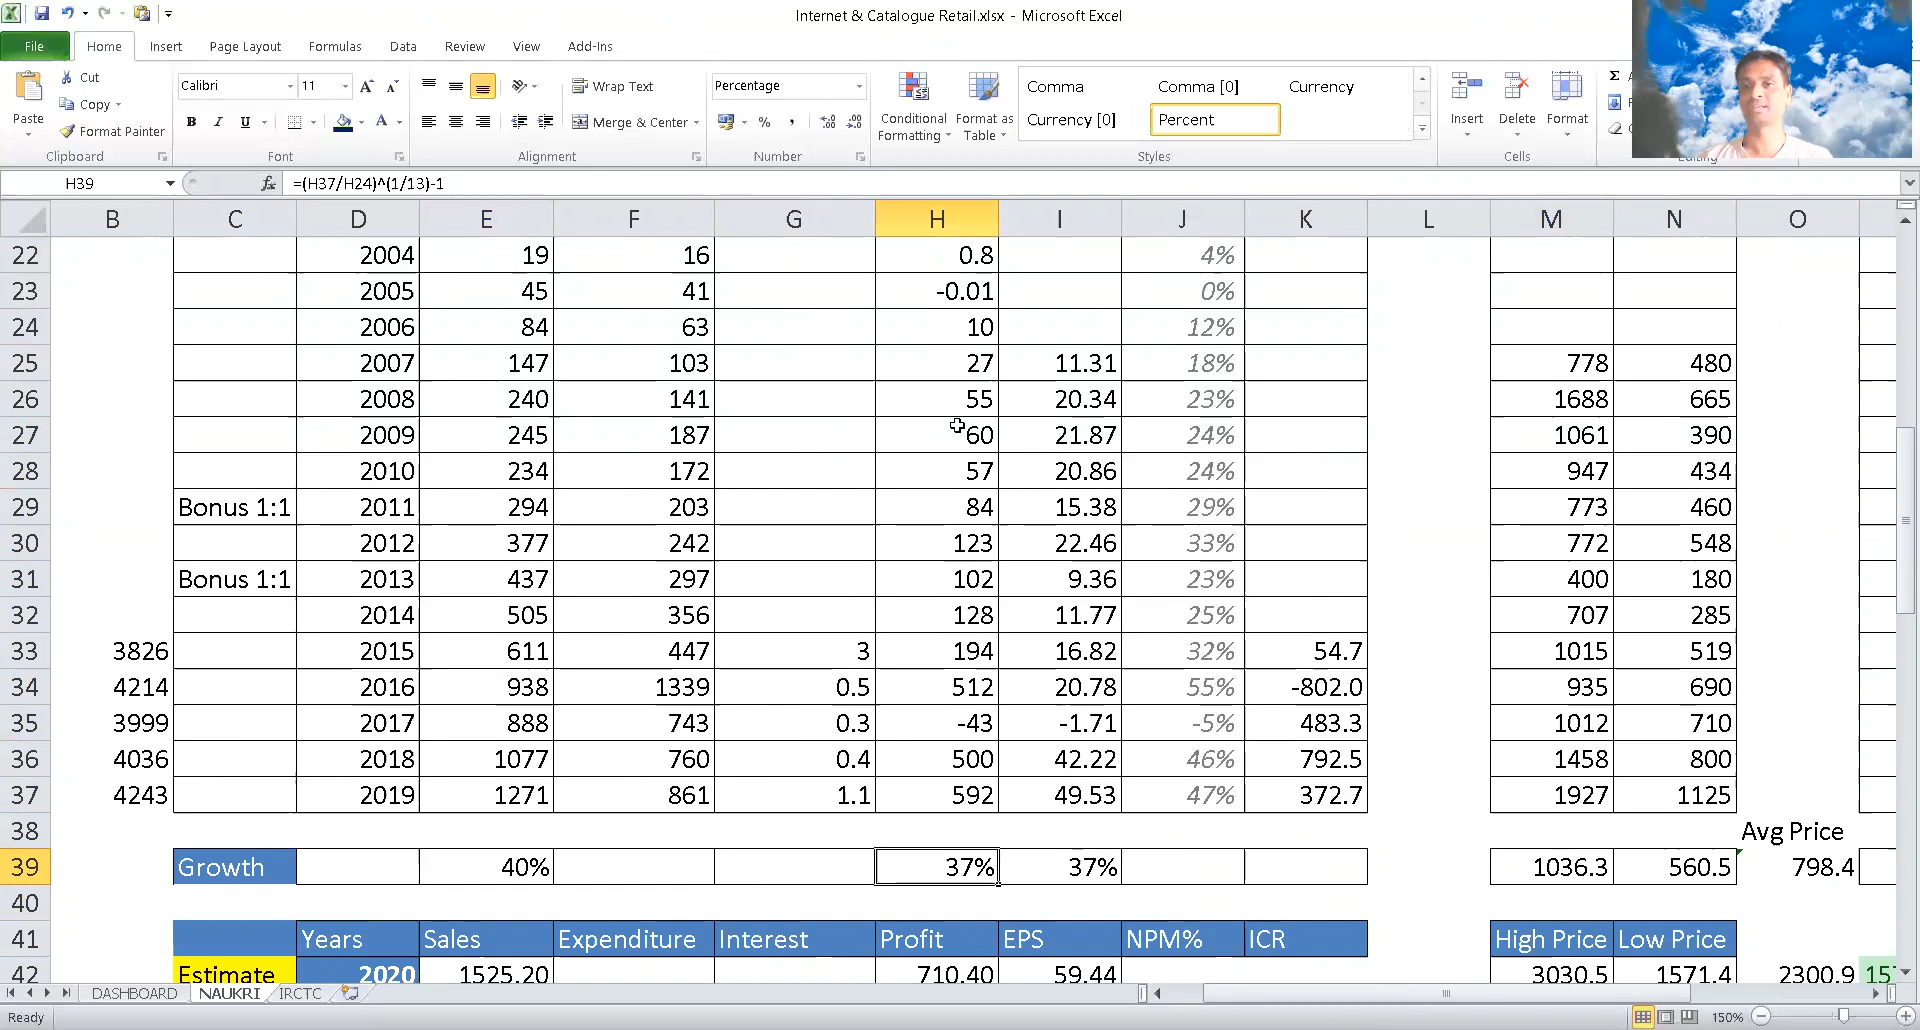 Internet & Catalogue Retail.xlsx - Microsoft Excel
File Home Insert Page Layout Formulas Data Review View Add-Ins
Paste Cut Copy Format Painter Clipboard
Calibri 11 A A B I U A Font
Wrap Text Merge & Center Alignment
Percentage % , .0 .00 .00 .0 Number
Conditional Formatting Format as Table
Comma Comma [0] Currency
Currency [0] Percent
Styles
Insert Delete Format Cells
Σ
H39 fx =(H37/H24)^(1/13)-1
B C D E F G H I J K L M N O
22 2004 19 16 0.8 4%
23 2005 45 41 -0.01 0%
24 2006 84 63 10 12%
25 2007 147 103 27 11.31 18% 778 480
26 2008 240 141 55 20.34 23% 1688 665
27 2009 245 187 60 21.87 24% 1061 390
28 2010 234 172 57 20.86 24% 947 434
29 Bonus 1:1 2011 294 203 84 15.38 29% 773 460
30 2012 377 242 123 22.46 33% 772 548
31 Bonus 1:1 2013 437 297 102 9.36 23% 400 180
32 2014 505 356 128 11.77 25% 707 285
33 3826 2015 611 447 3 194 16.82 32% 54.7 1015 519
34 4214 2016 938 1339 0.5 512 20.78 55% -802.0 935 690
35 3999 2017 888 743 0.3 -43 -1.71 -5% 483.3 1012 710
36 4036 2018 1077 760 0.4 500 42.22 46% 792.5 1458 800
37 4243 2019 1271 861 1.1 592 49.53 47% 372.7 1927 1125
38 Avg Price
39 Growth 40% 37% 37% 1036.3 560.5 798.4
40
41 Years Sales Expenditure Interest Profit EPS NPM% ICR High Price Low Price
42 Estimate 2020 1525.20 710.40 59.44 3030.5 1571.4 2300.9
DASHBOARD NAUKRI IRCTC
Ready 150%